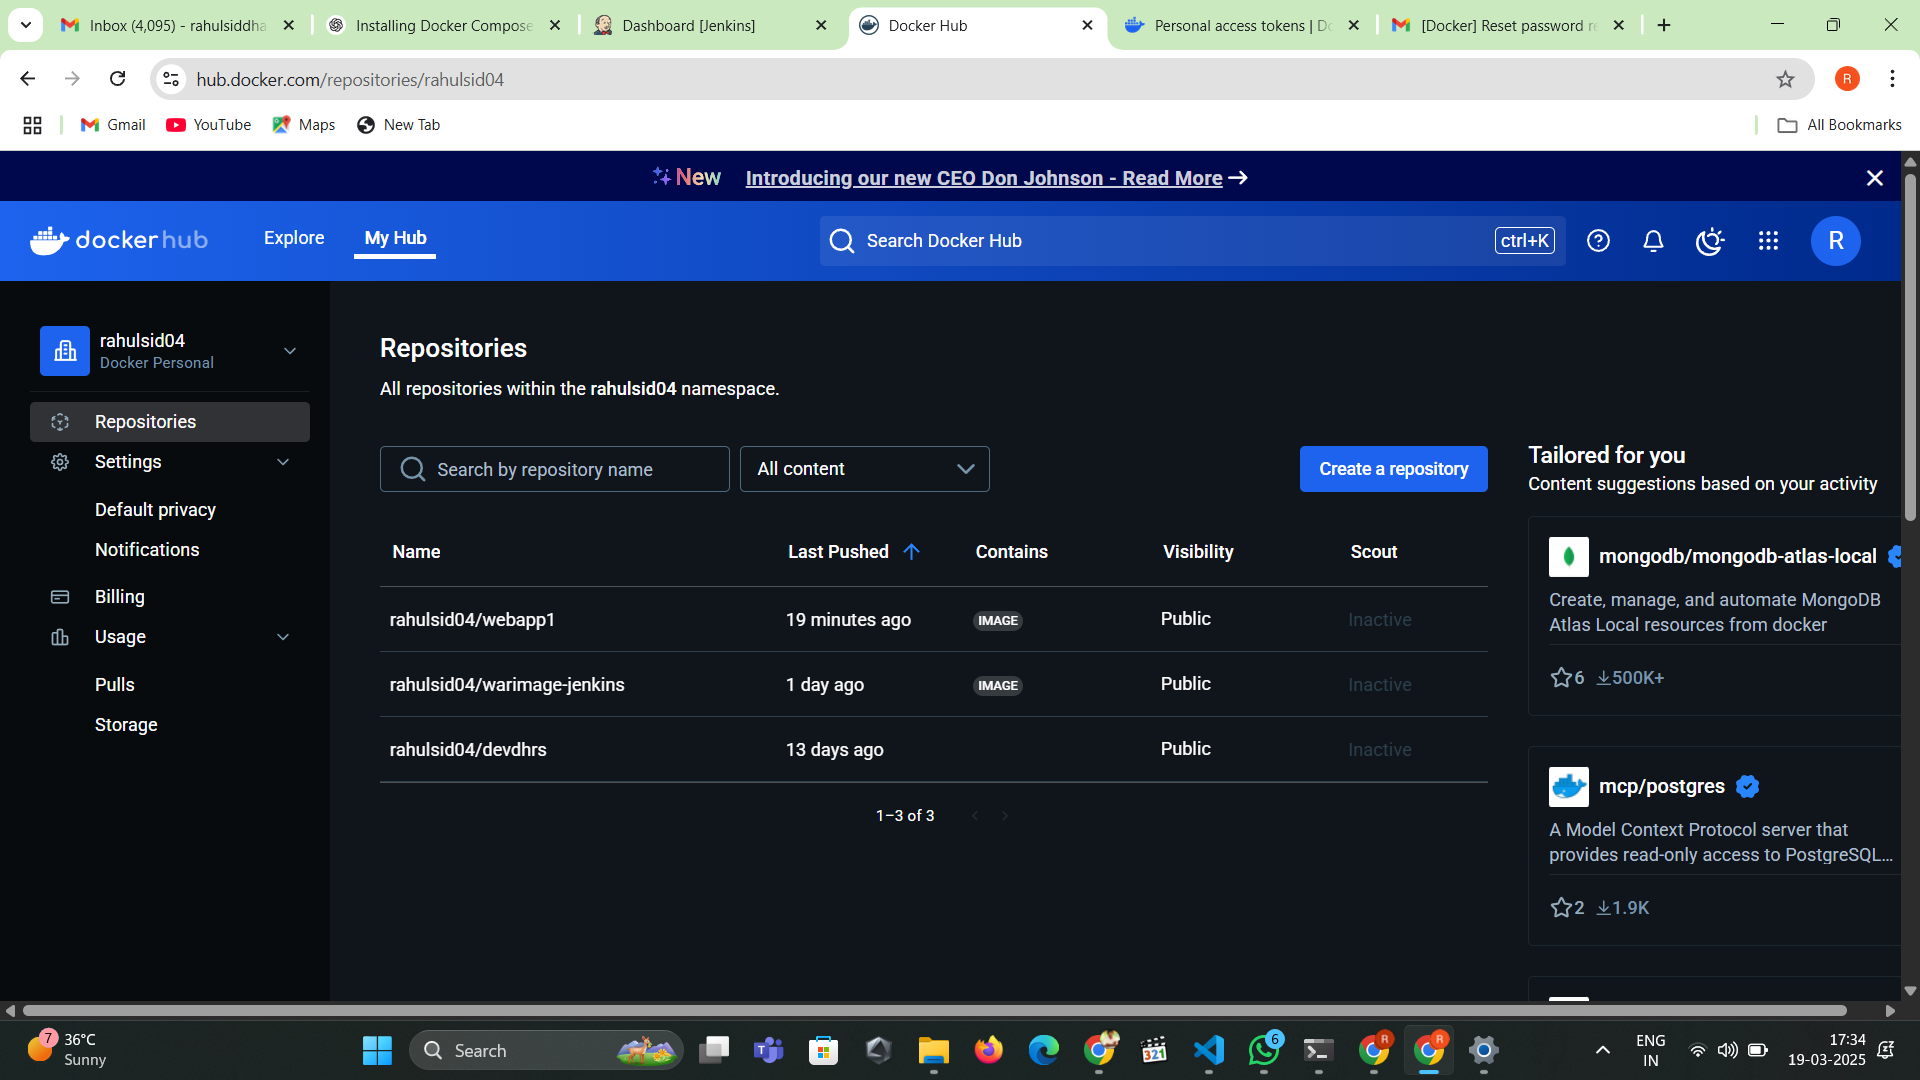 Inbox (4,095) - rahulsiddha
Installing Docker Compose
Dashboard [Jenkins]
Docker Hub
Personal access tokens | Do
[Docker] Reset password re
hub.docker.com/repositories/rahulsid04
R
Gmail
YouTube
Maps
New Tab
All Bookmarks
New
Introducing our new CEO Don Johnson - Read More
docker hub
Explore
My Hub
Search Docker Hub
ctrl+K
R
rahulsid04
Docker Personal
Repositories
Settings
Default privacy
Notifications
Billing
Usage
Pulls
Storage
Repositories
All repositories within the rahulsid04 namespace.
Search by repository name
All content
Create a repository
Name Last Pushed Contains Visibility Scout
rahulsid04/webapp1 19 minutes ago IMAGE Public Inactive
rahulsid04/warimage-jenkins 1 day ago IMAGE Public Inactive
rahulsid04/devdhrs 13 days ago Public Inactive
1–3 of 3
Tailored for you
Content suggestions based on your activity
mongodb/mongodb-atlas-local
Create, manage, and automate MongoDB
Atlas Local resources from docker
6 500K+
mcp/postgres
A Model Context Protocol server that
provides read-only access to PostgreSQL...
2 1.9K
7
36°C
Sunny
Search
321
6
R
R
ENG
IN
17:34
19-03-2025